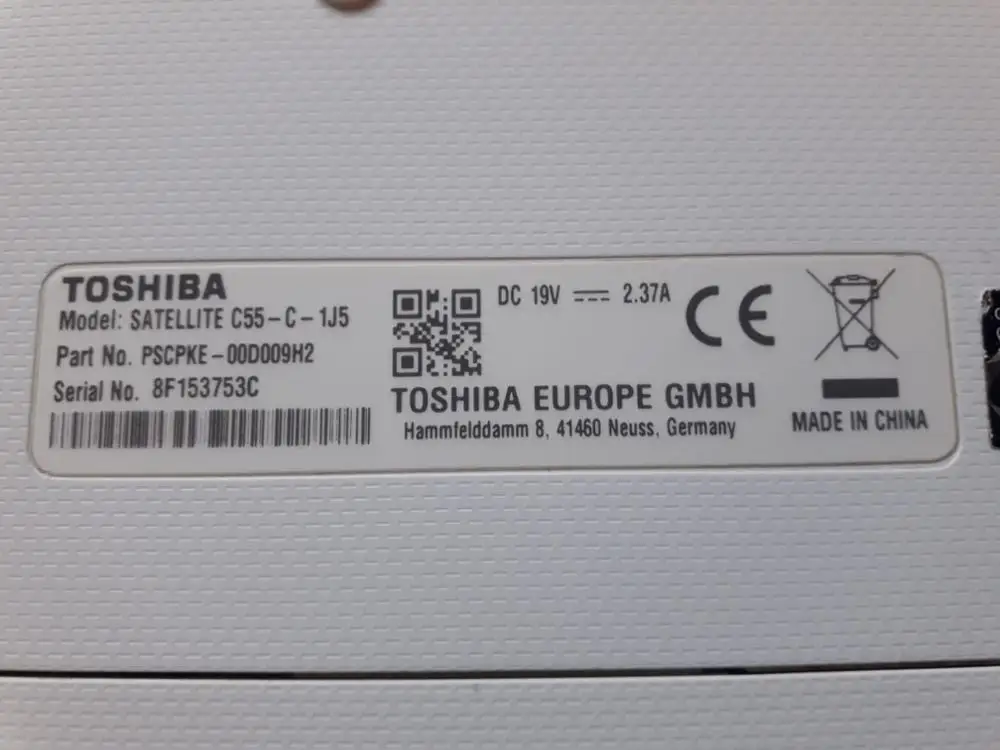 TOSHIBA
Model: SATELLITE C55-C-1J5
Part No. PSCPKE-00D009H2
Serial No. 8F153753C
DC 19V ⎓ 2.37A
CE
TOSHIBA EUROPE GMBH
Hammfelddamm 8, 41460 Neuss, Germany
MADE IN CHINA